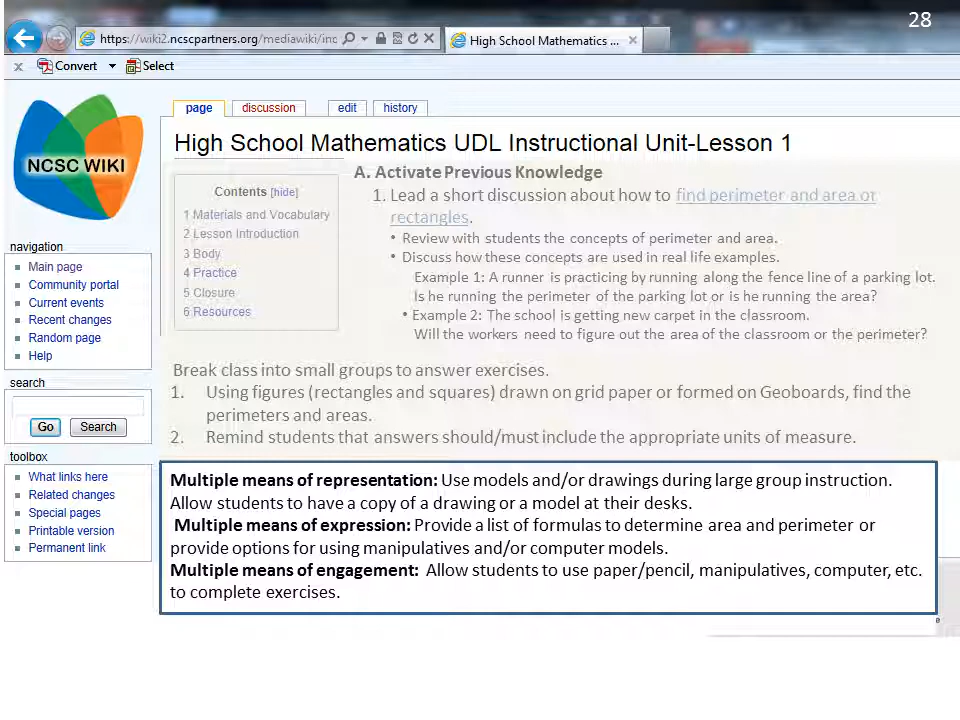 28
https://wiki2.ncscpartners.org/mediawiki/inc
High School Mathematics ...
x Convert Select
page discussion edit history
NCSC WIKI
High School Mathematics UDL Instructional Unit-Lesson 1
Contents [hide]
1 Materials and Vocabulary
2 Lesson Introduction
3 Body
4 Practice
5 Closure
6 Resources
A. Activate Previous Knowledge
1. Lead a short discussion about how to find perimeter and area of
rectangles.
• Review with students the concepts of perimeter and area.
• Discuss how these concepts are used in real life examples.
Example 1: A runner is practicing by running along the fence line of a parking lot.
Is he running the perimeter of the parking lot or is he running the area?
• Example 2: The school is getting new carpet in the classroom.
Will the workers need to figure out the area of the classroom or the perimeter?
navigation
Main page
Community portal
Current events
Recent changes
Random page
Help
search
Go Search
toolbox
What links here
Related changes
Special pages
Printable version
Permanent link
Break class into small groups to answer exercises.
1. Using figures (rectangles and squares) drawn on grid paper or formed on Geoboards, find the
perimeters and areas.
2. Remind students that answers should/must include the appropriate units of measure.
Multiple means of representation: Use models and/or drawings during large group instruction.
Allow students to have a copy of a drawing or a model at their desks.
Multiple means of expression: Provide a list of formulas to determine area and perimeter or
provide options for using manipulatives and/or computer models.
Multiple means of engagement: Allow students to use paper/pencil, manipulatives, computer, etc.
to complete exercises.